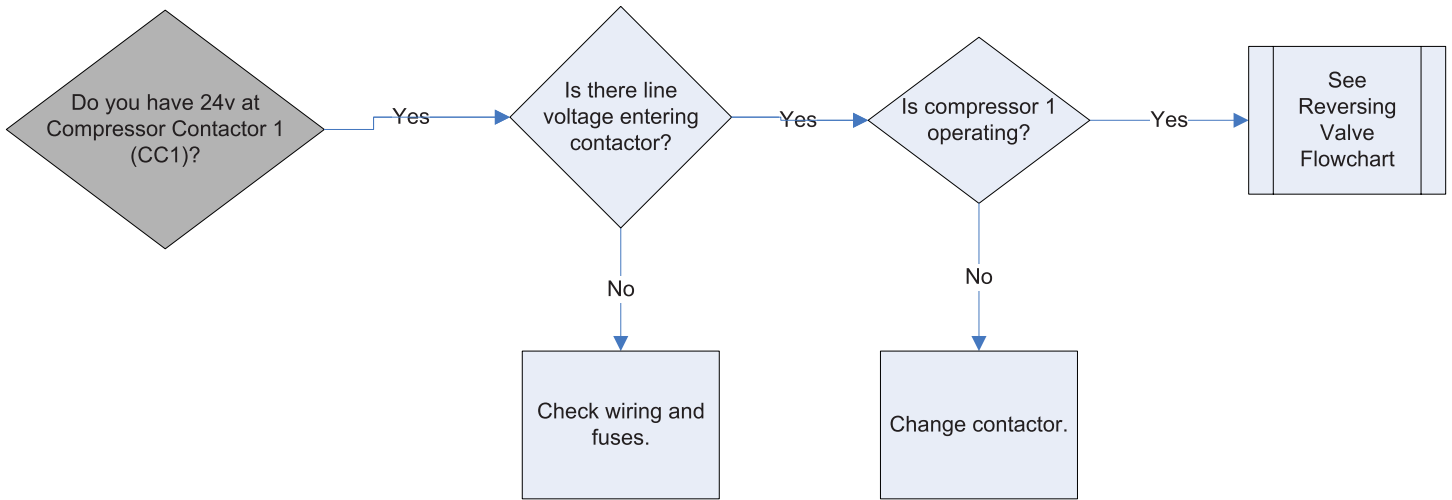 Do you have 24v at
Compressor Contactor 1
(CC1)?
Yes
Is there line
voltage entering
contactor?
Yes
Is compressor 1
operating?
Yes
See
Reversing
Valve
Flowchart
No
No
Check wiring and
fuses.
Change contactor.